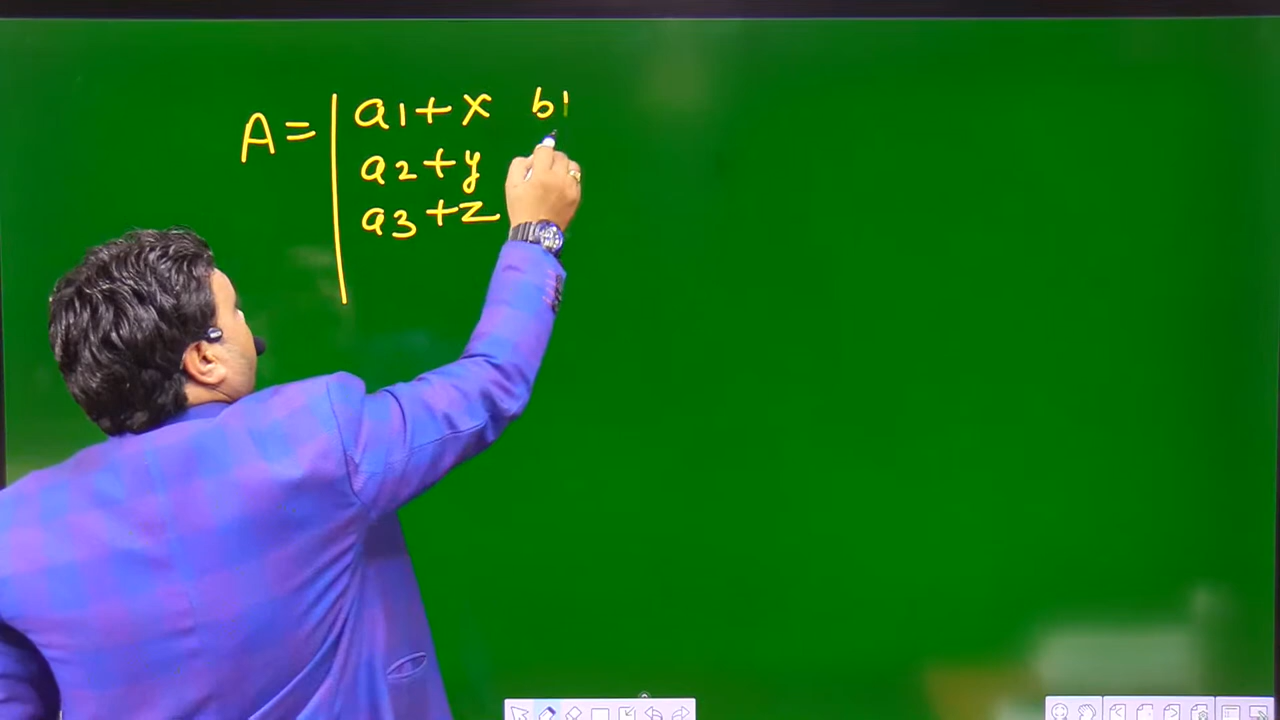 A = | a1 + x b1
a2 + y
a3 + z